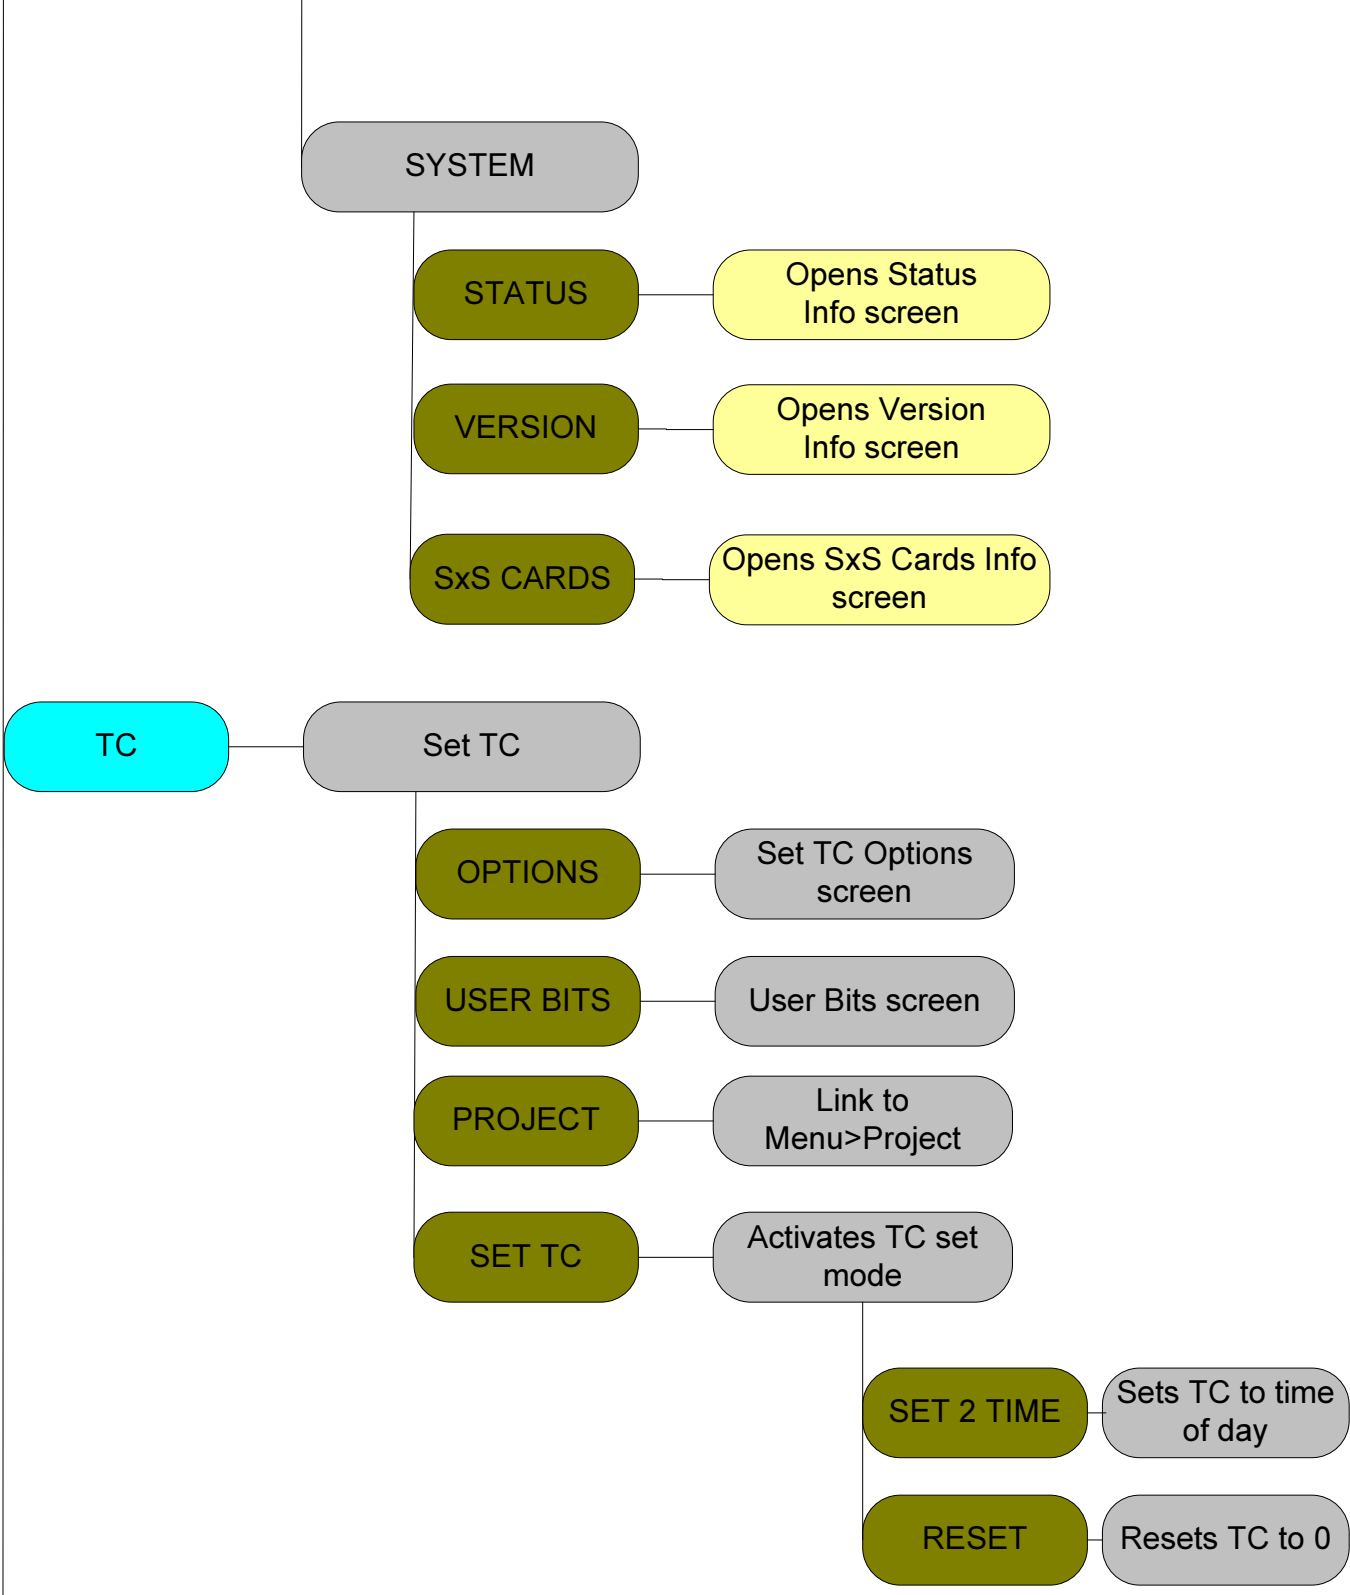 SYSTEM
STATUS
Opens Status
Info screen
VERSION
Opens Version
Info screen
SxS CARDS
Opens SxS Cards Info
screen
TC
Set TC
OPTIONS
Set TC Options
screen
USER BITS
User Bits screen
PROJECT
Link to
Menu>Project
SET TC
Activates TC set
mode
SET 2 TIME
Sets TC to time
of day
RESET
Resets TC to 0